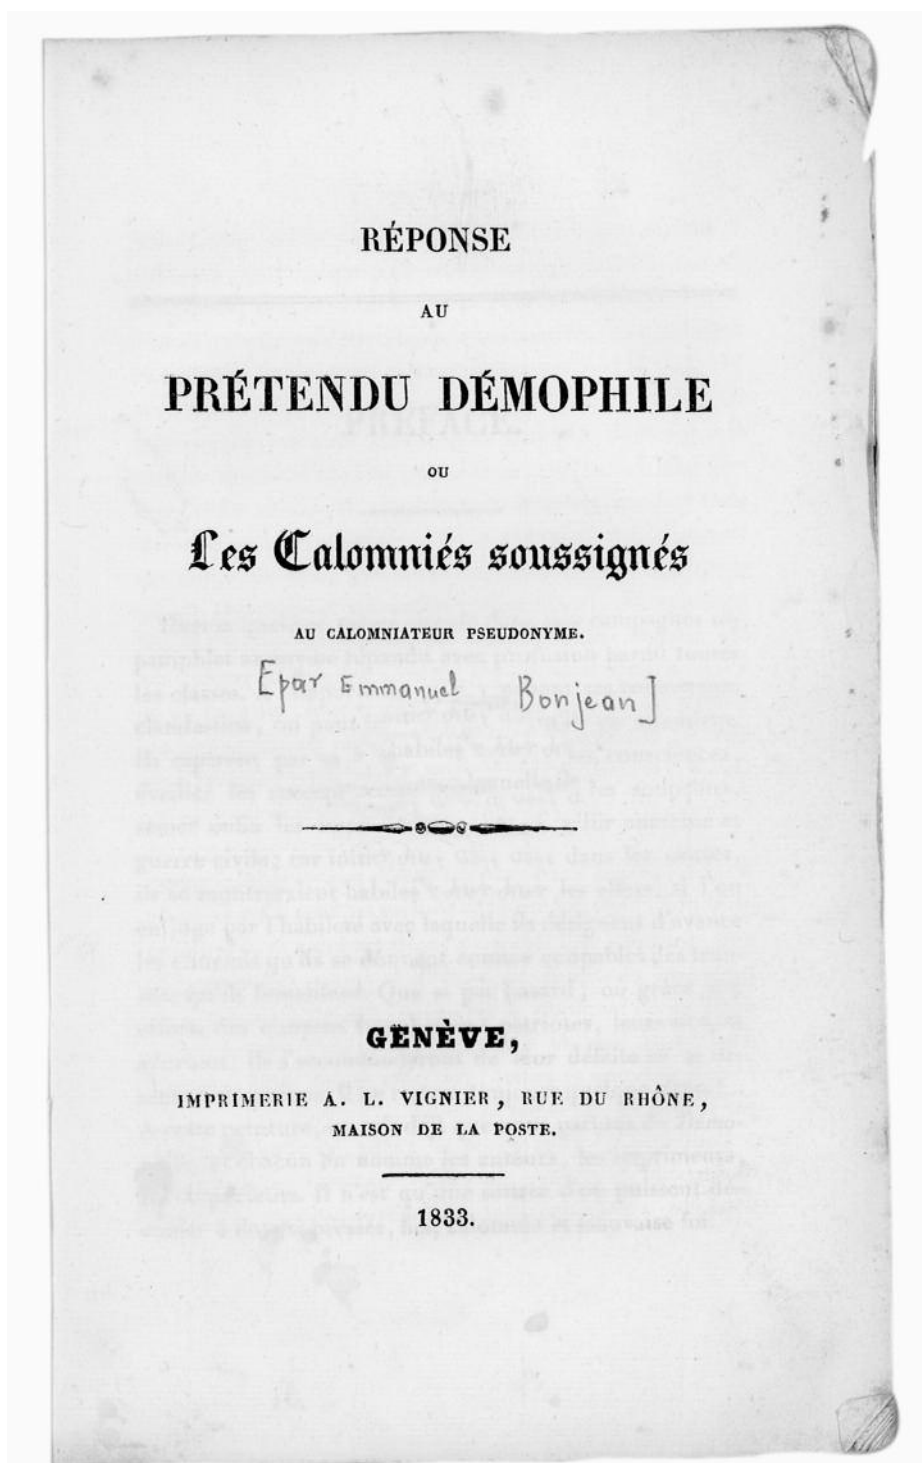 RÉPONSE
AU
PRÉTENDU DÉMOPHILE
OU
Les Calomniés soussignés
AU CALOMNIATEUR PSEUDONYME.
[par Emmanuel Bonjean]
GENÈVE,
IMPRIMERIE A. L. VIGNIER, RUE DU RHÔNE,
MAISON DE LA POSTE.
1833.